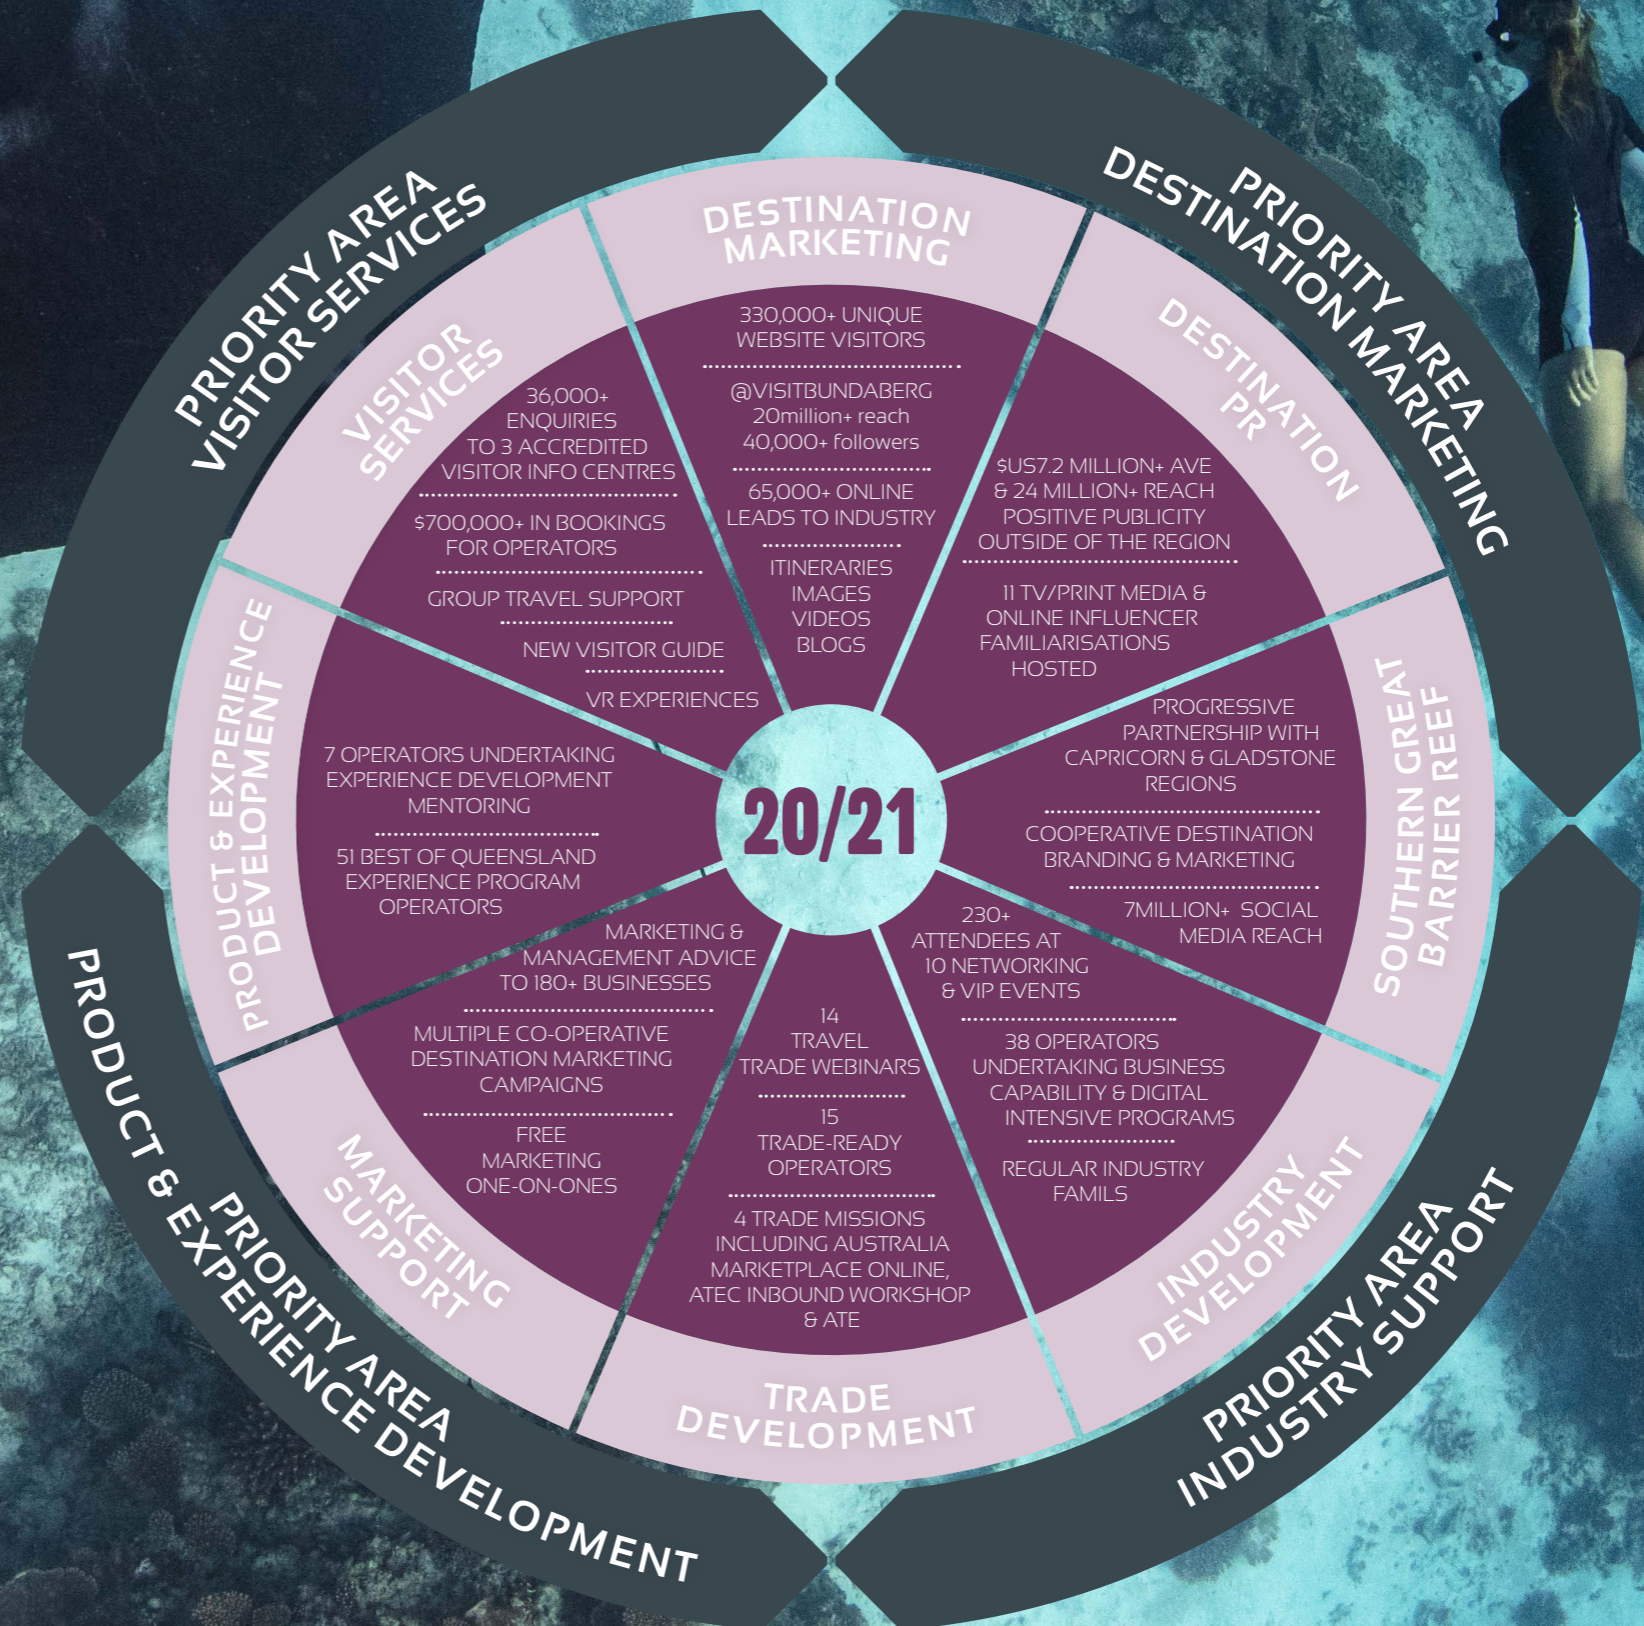 PRIORITY AREA
VISITOR SERVICES
PRIORITY AREA
DESTINATION MARKETING
PRIORITY AREA
INDUSTRY SUPPORT
PRIORITY AREA
PRODUCT & EXPERIENCE DEVELOPMENT
DESTINATION
MARKETING
330,000+ UNIQUE
WEBSITE VISITORS
@VISITBUNDABERG
20million+ reach
40,000+ followers
65,000+ ONLINE
LEADS TO INDUSTRY
ITINERARIES
IMAGES
VIDEOS
BLOGS
DESTINATION
PR
$US7.2 MILLION+ AVE
& 24 MILLION+ REACH
POSITIVE PUBLICITY
OUTSIDE OF THE REGION
11 TV/PRINT MEDIA &
ONLINE INFLUENCER
FAMILIARISATIONS
HOSTED
SOUTHERN GREAT
BARRIER REEF
PROGRESSIVE
PARTNERSHIP WITH
CAPRICORN & GLADSTONE
REGIONS
COOPERATIVE DESTINATION
BRANDING & MARKETING
7MILLION+ SOCIAL
MEDIA REACH
INDUSTRY
DEVELOPMENT
230+
ATTENDEES AT
10 NETWORKING
& VIP EVENTS
38 OPERATORS
UNDERTAKING BUSINESS
CAPABILITY & DIGITAL
INTENSIVE PROGRAMS
REGULAR INDUSTRY
FAMILS
TRADE
DEVELOPMENT
14
TRAVEL
TRADE WEBINARS
15
TRADE-READY
OPERATORS
4 TRADE MISSIONS
INCLUDING AUSTRALIA
MARKETPLACE ONLINE,
ATEC INBOUND WORKSHOP
& ATE
MARKETING
SUPPORT
MARKETING &
MANAGEMENT ADVICE
TO 180+ BUSINESSES
MULTIPLE CO-OPERATIVE
DESTINATION MARKETING
CAMPAIGNS
FREE
MARKETING
ONE-ON-ONES
PRODUCT & EXPERIENCE
DEVELOPMENT
7 OPERATORS UNDERTAKING
EXPERIENCE DEVELOPMENT
MENTORING
51 BEST OF QUEENSLAND
EXPERIENCE PROGRAM
OPERATORS
VISITOR
SERVICES
36,000+
ENQUIRIES
TO 3 ACCREDITED
VISITOR INFO CENTRES
$700,000+ IN BOOKINGS
FOR OPERATORS
GROUP TRAVEL SUPPORT
NEW VISITOR GUIDE
VR EXPERIENCES
20/21